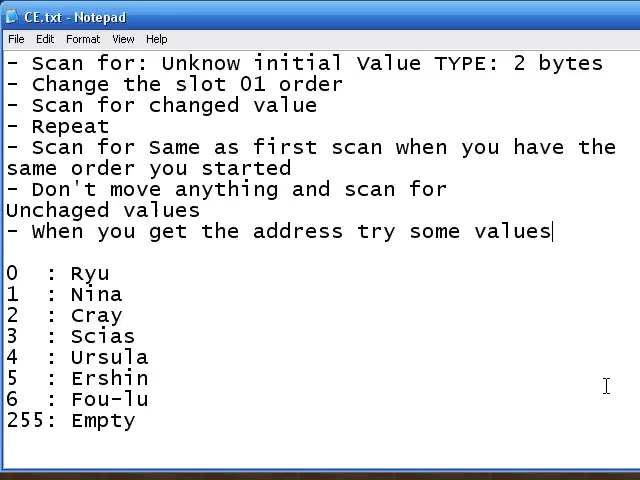 CE.txt - Notepad
File Edit Format View Help
- Scan for: Unknow initial Value TYPE: 2 bytes
- Change the slot 01 order
- Scan for changed value
- Repeat
- Scan for Same as first scan when you have the
same order you started
- Don't move anything and scan for
Unchaged values
- When you get the address try some values
0 : Ryu
1 : Nina
2 : Cray
3 : Scias
4 : Ursula
5 : Ershin
6 : Fou-lu
255: Empty